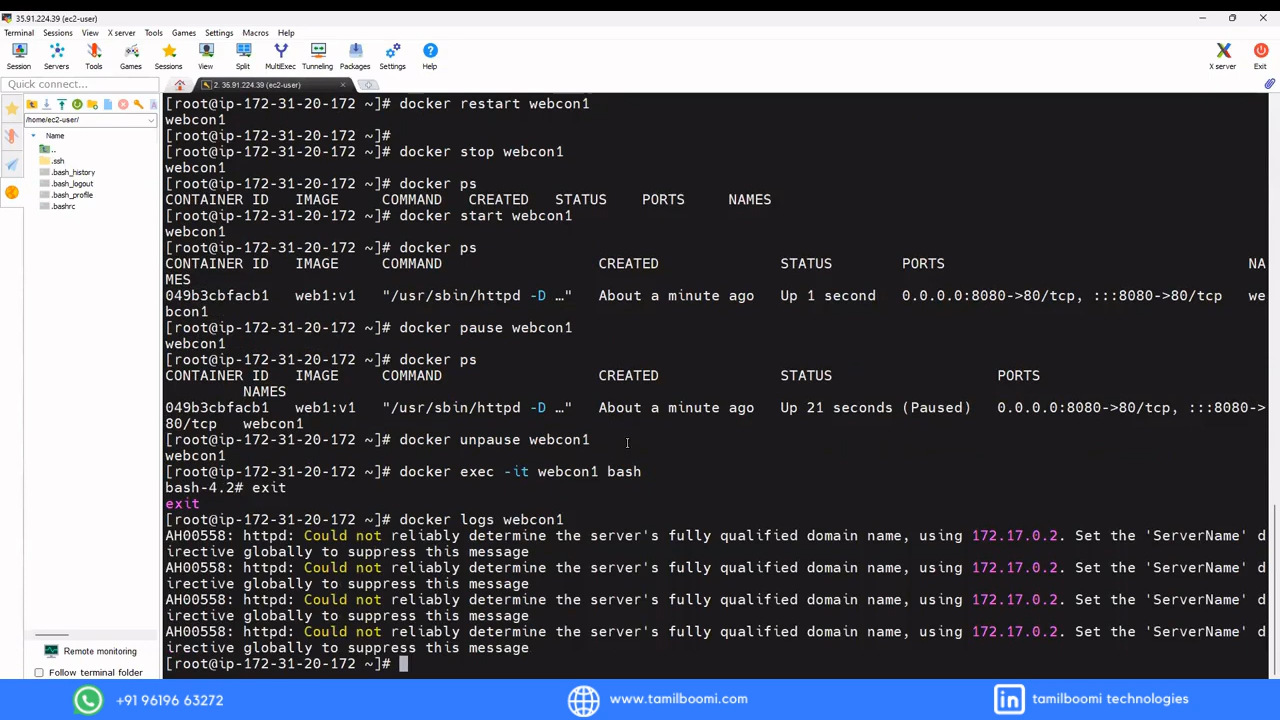 35.91.224.39 (ec2-user)
Terminal Sessions View X server Tools Games Settings Macros Help
Session Servers Tools Games Sessions View Split MultiExec Tunneling Packages Settings Help X server Exit
Quick connect...
2. 35.91.224.39 (ec2-user)
/home/ec2-user/
Name
..
.ssh
.bash_history
.bash_logout
.bash_profile
.bashrc
Remote monitoring
Follow terminal folder
[root@ip-172-31-20-172 ~]# docker restart webcon1
webcon1
[root@ip-172-31-20-172 ~]#
[root@ip-172-31-20-172 ~]# docker stop webcon1
webcon1
[root@ip-172-31-20-172 ~]# docker ps
CONTAINER ID IMAGE COMMAND CREATED STATUS PORTS NAMES
[root@ip-172-31-20-172 ~]# docker start webcon1
webcon1
[root@ip-172-31-20-172 ~]# docker ps
CONTAINER ID IMAGE COMMAND CREATED STATUS PORTS NA
MES
049b3cbfacb1 web1:v1 "/usr/sbin/httpd -D …" About a minute ago Up 1 second 0.0.0.0:8080->80/tcp, :::8080->80/tcp we
bcon1
[root@ip-172-31-20-172 ~]# docker pause webcon1
webcon1
[root@ip-172-31-20-172 ~]# docker ps
CONTAINER ID IMAGE COMMAND CREATED STATUS PORTS
NAMES
049b3cbfacb1 web1:v1 "/usr/sbin/httpd -D …" About a minute ago Up 21 seconds (Paused) 0.0.0.0:8080->80/tcp, :::8080->
80/tcp webcon1
[root@ip-172-31-20-172 ~]# docker unpause webcon1
webcon1
[root@ip-172-31-20-172 ~]# docker exec -it webcon1 bash
bash-4.2# exit
exit
[root@ip-172-31-20-172 ~]# docker logs webcon1
AH00558: httpd: Could not reliably determine the server's fully qualified domain name, using 172.17.0.2. Set the 'ServerName' d
irective globally to suppress this message
AH00558: httpd: Could not reliably determine the server's fully qualified domain name, using 172.17.0.2. Set the 'ServerName' d
irective globally to suppress this message
AH00558: httpd: Could not reliably determine the server's fully qualified domain name, using 172.17.0.2. Set the 'ServerName' d
irective globally to suppress this message
AH00558: httpd: Could not reliably determine the server's fully qualified domain name, using 172.17.0.2. Set the 'ServerName' d
irective globally to suppress this message
[root@ip-172-31-20-172 ~]#
+91 96196 63272 www.tamilboomi.com in tamilboomi technologies